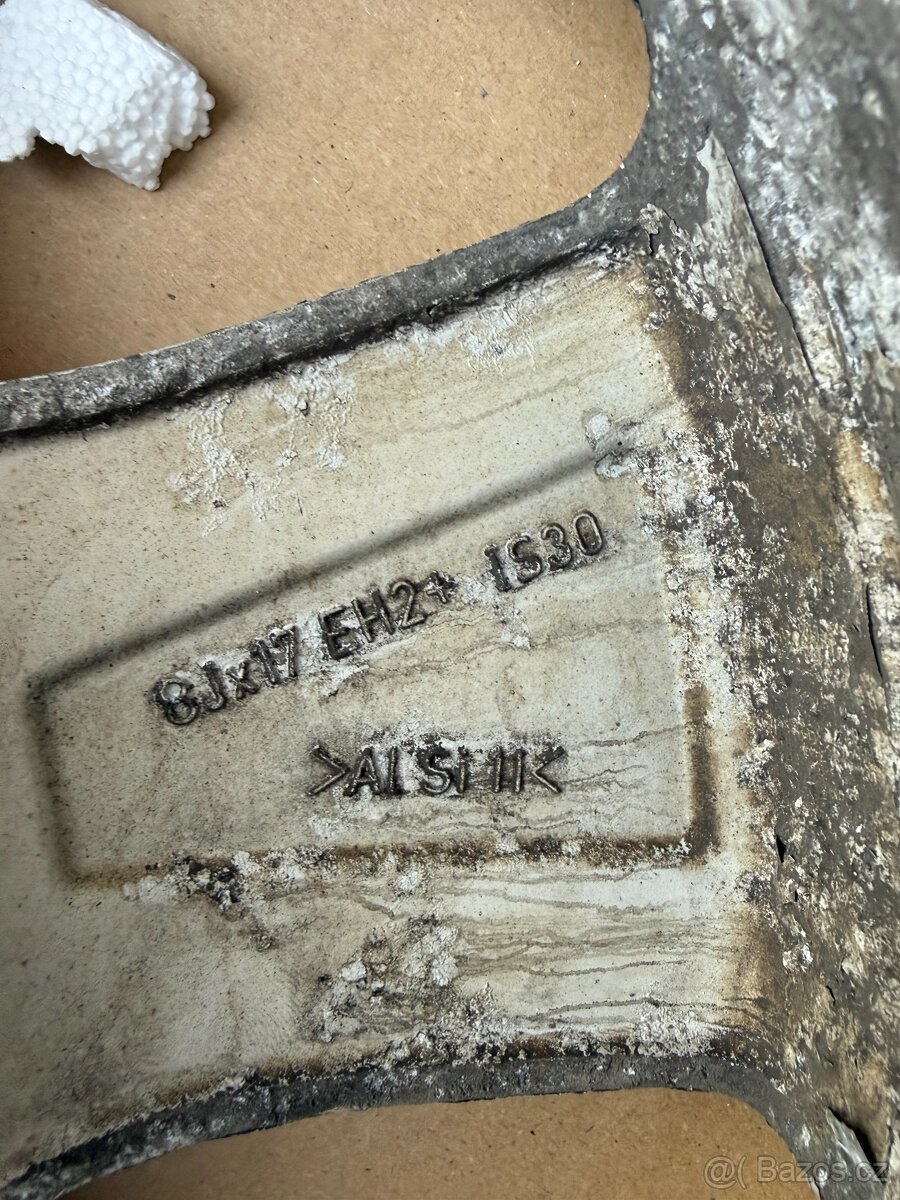 8Jx17 EH2+ IS30
>Al Si 11<
@( Bazos.cz